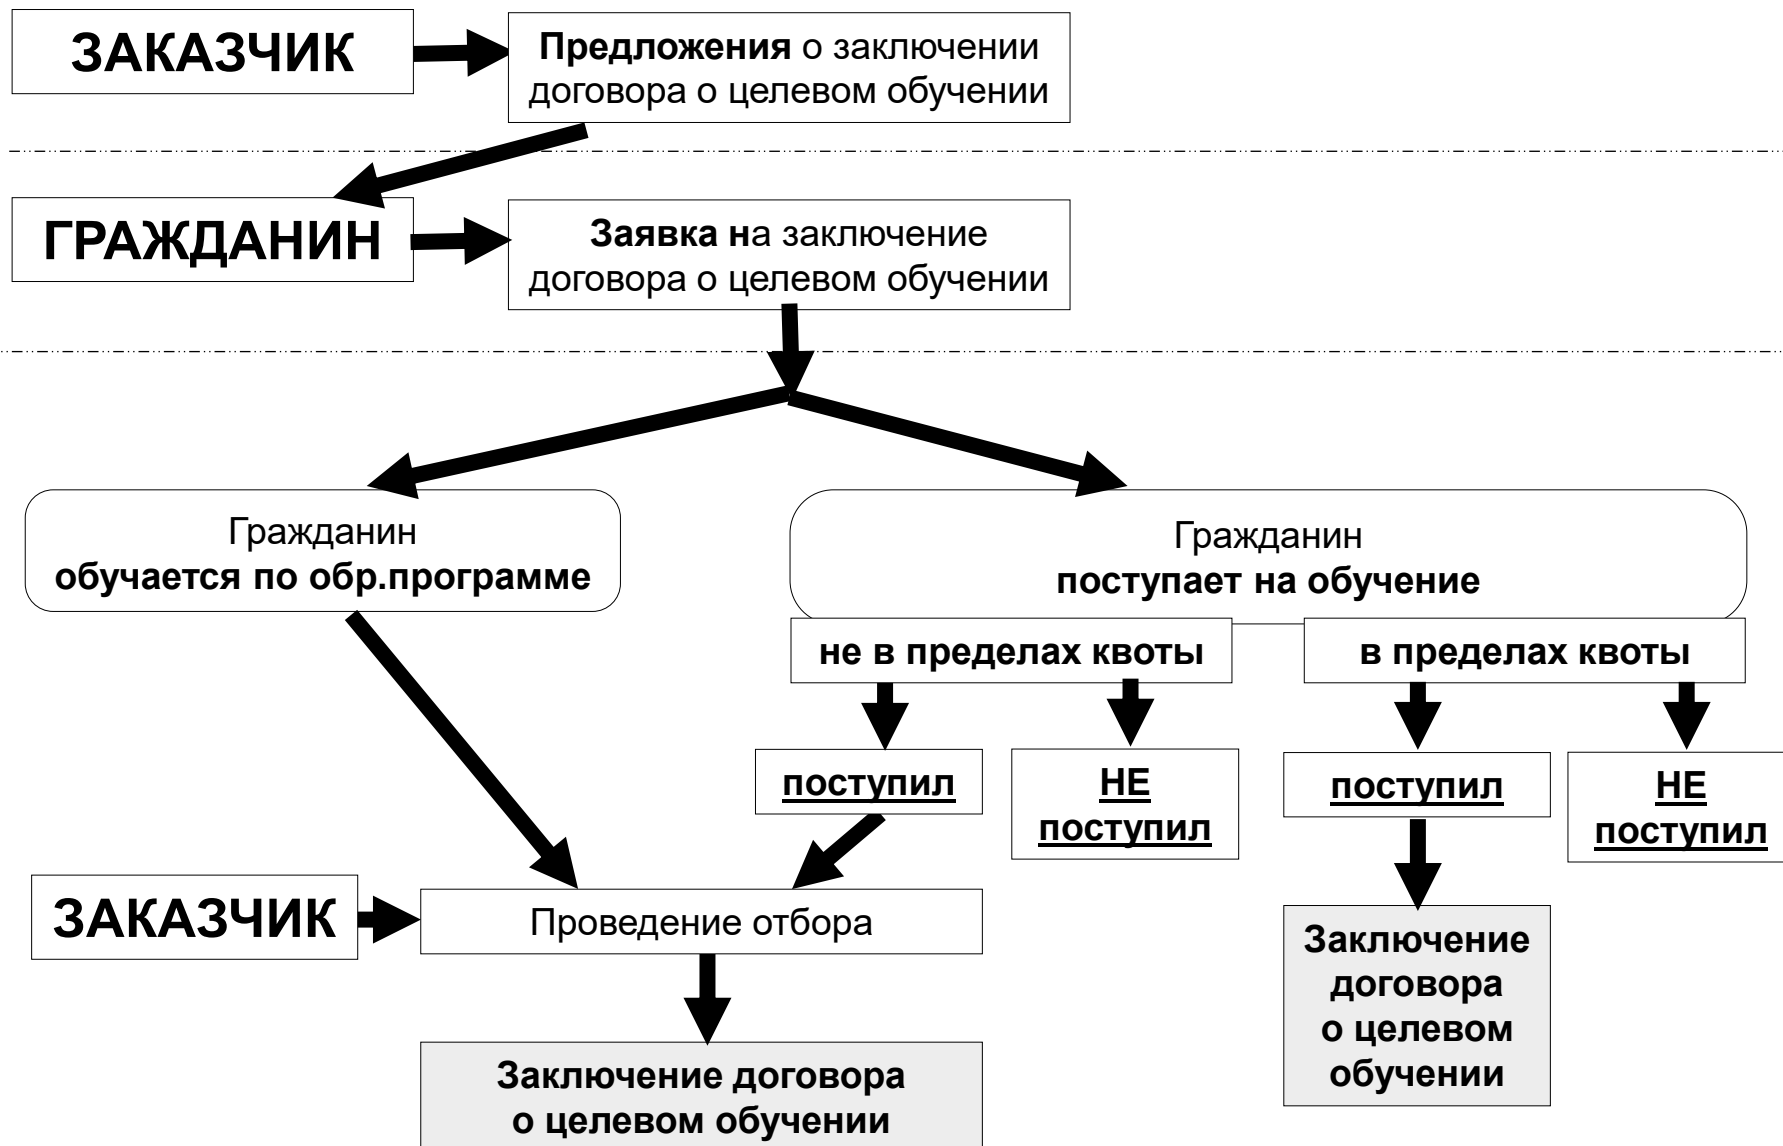 ЗАКАЗЧИК
Предложения о заключении
договора о целевом обучении
ГРАЖДАНИН
Заявка на заключение
договора о целевом обучении
Гражданин
обучается по обр.программе
Гражданин
поступает на обучение
не в пределах квоты
в пределах квоты
поступил
НЕ
поступил
поступил
НЕ
поступил
ЗАКАЗЧИК
Проведение отбора
Заключение договора
о целевом обучении
Заключение
договора
о целевом
обучении